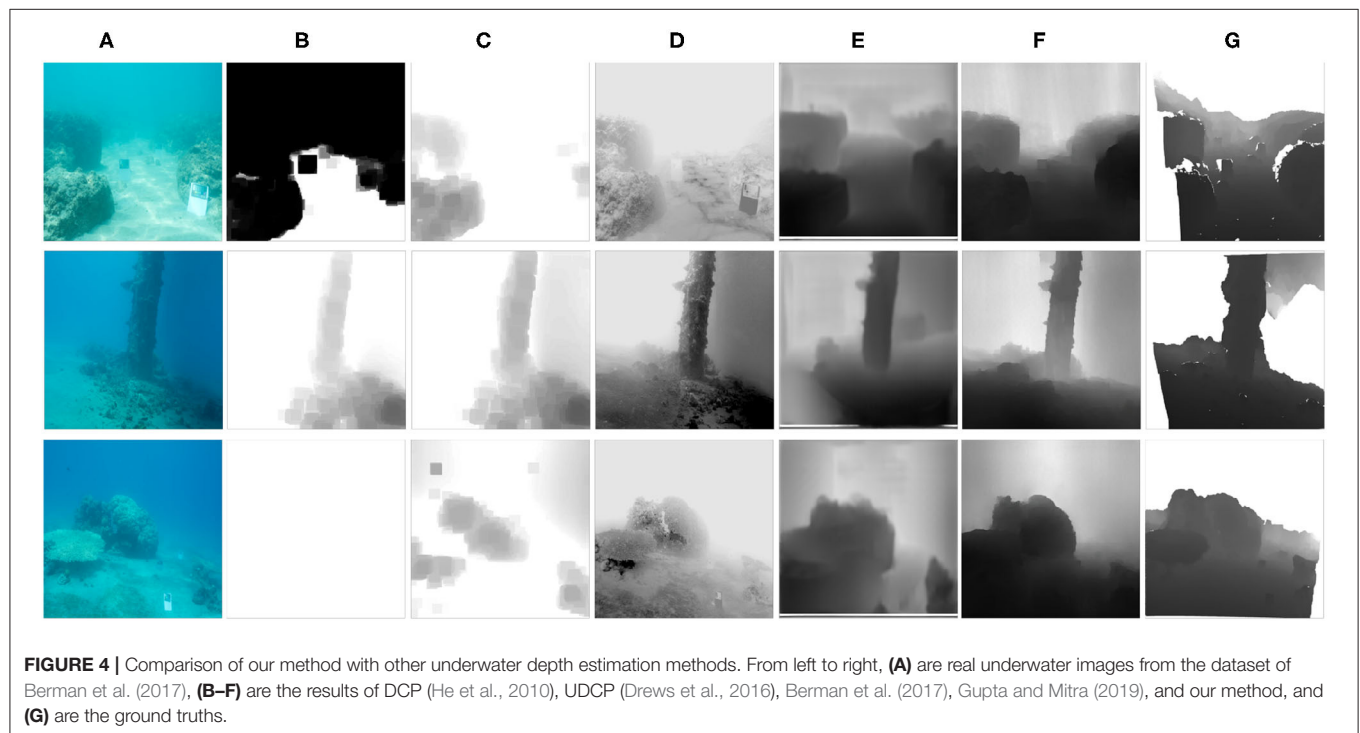 A B C D E F G
FIGURE 4 | Comparison of our method with other underwater depth estimation methods. From left to right, (A) are real underwater images from the dataset of
Berman et al. (2017), (B–F) are the results of DCP (He et al., 2010), UDCP (Drews et al., 2016), Berman et al. (2017), Gupta and Mitra (2019), and our method, and
(G) are the ground truths.